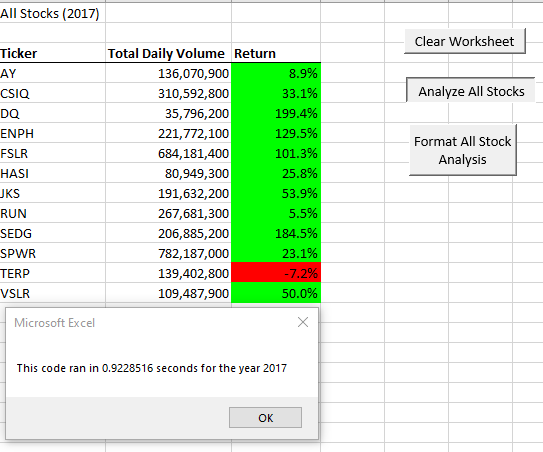 All Stocks (2017)
Clear Worksheet
Ticker Total Daily Volume Return
AY 136,070,900 8.9%
CSIQ 310,592,800 33.1%
Analyze All Stocks
DQ 35,796,200 199.4%
ENPH 221,772,100 129.5%
Format All Stock
Analysis
FSLR 684,181,400 101.3%
HASI 80,949,300 25.8%
JKS 191,632,200 53.9%
RUN 267,681,300 5.5%
SEDG 206,885,200 184.5%
SPWR 782,187,000 23.1%
TERP 139,402,800 -7.2%
VSLR 109,487,900 50.0%
Microsoft Excel
This code ran in 0.9228516 seconds for the year 2017
OK